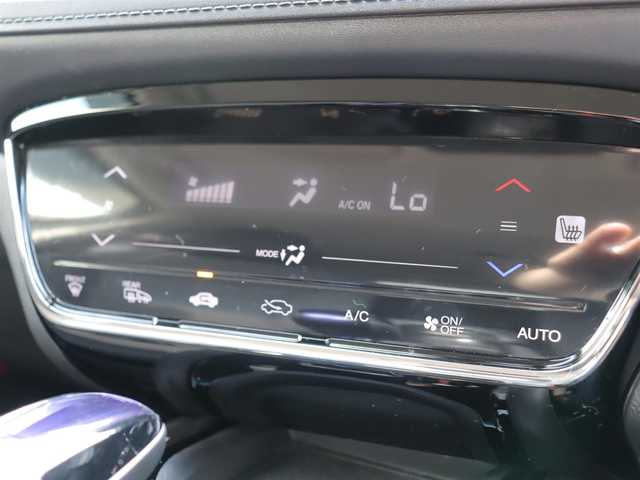 A/C ON Lo
MODE
FRONT
REAR
A/C
ON/
OFF
AUTO